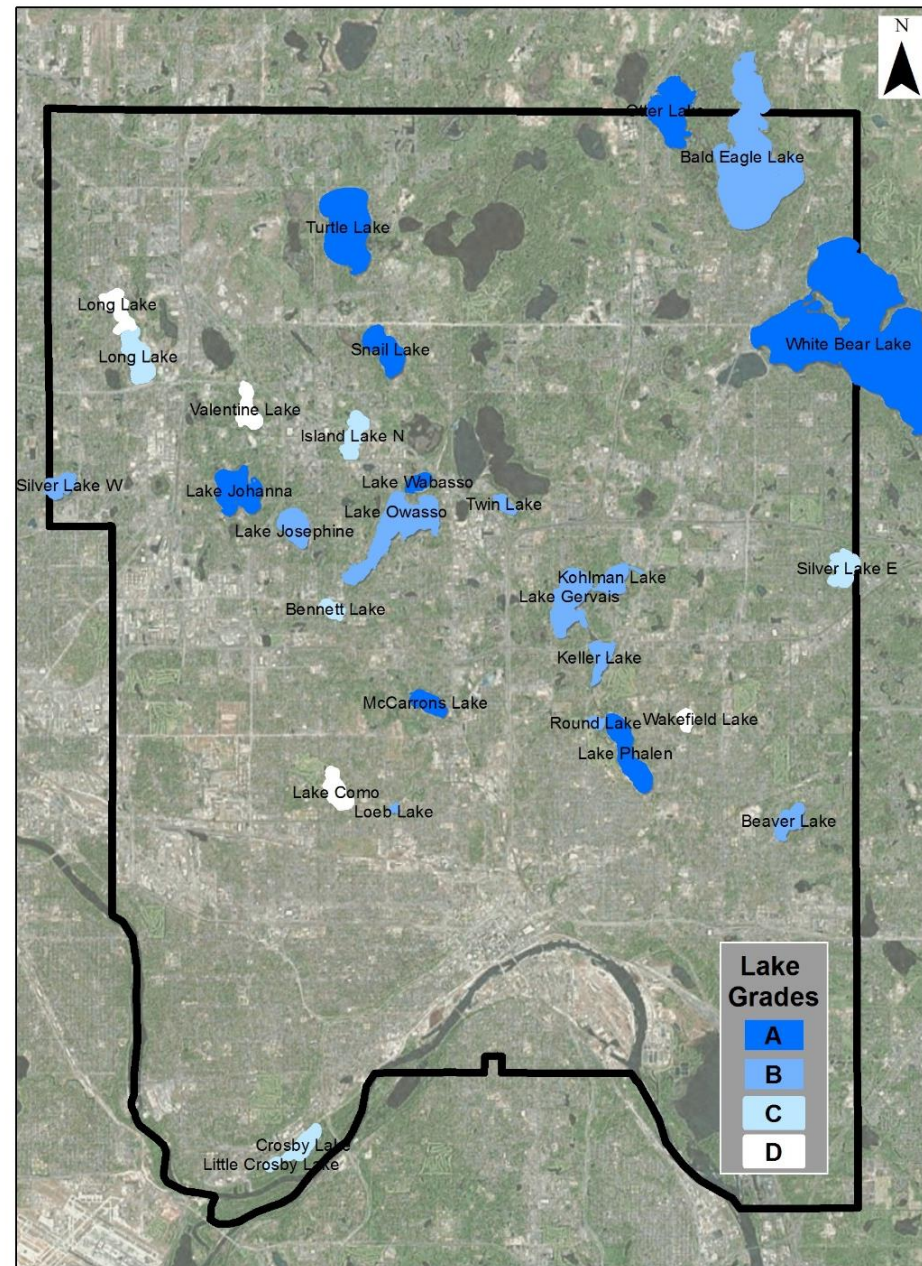 N
Otter Lake
Bald Eagle Lake
Turtle Lake
Long Lake
White Bear Lake
Snail Lake
Long Lake
Valentine Lake
Island Lake N
Lake Wabasso
Silver Lake W
Lake Johanna
Twin Lake
Lake Owasso
Lake Josephine
Silver Lake E
Kohlman Lake
Lake Gervais
Bennett Lake
Keller Lake
McCarrons Lake
Round Lake
Wakefield Lake
Lake Phalen
Lake Como
Loeb Lake
Beaver Lake
Lake
Grades
A
B
C
D
Crosby Lake
Little Crosby Lake